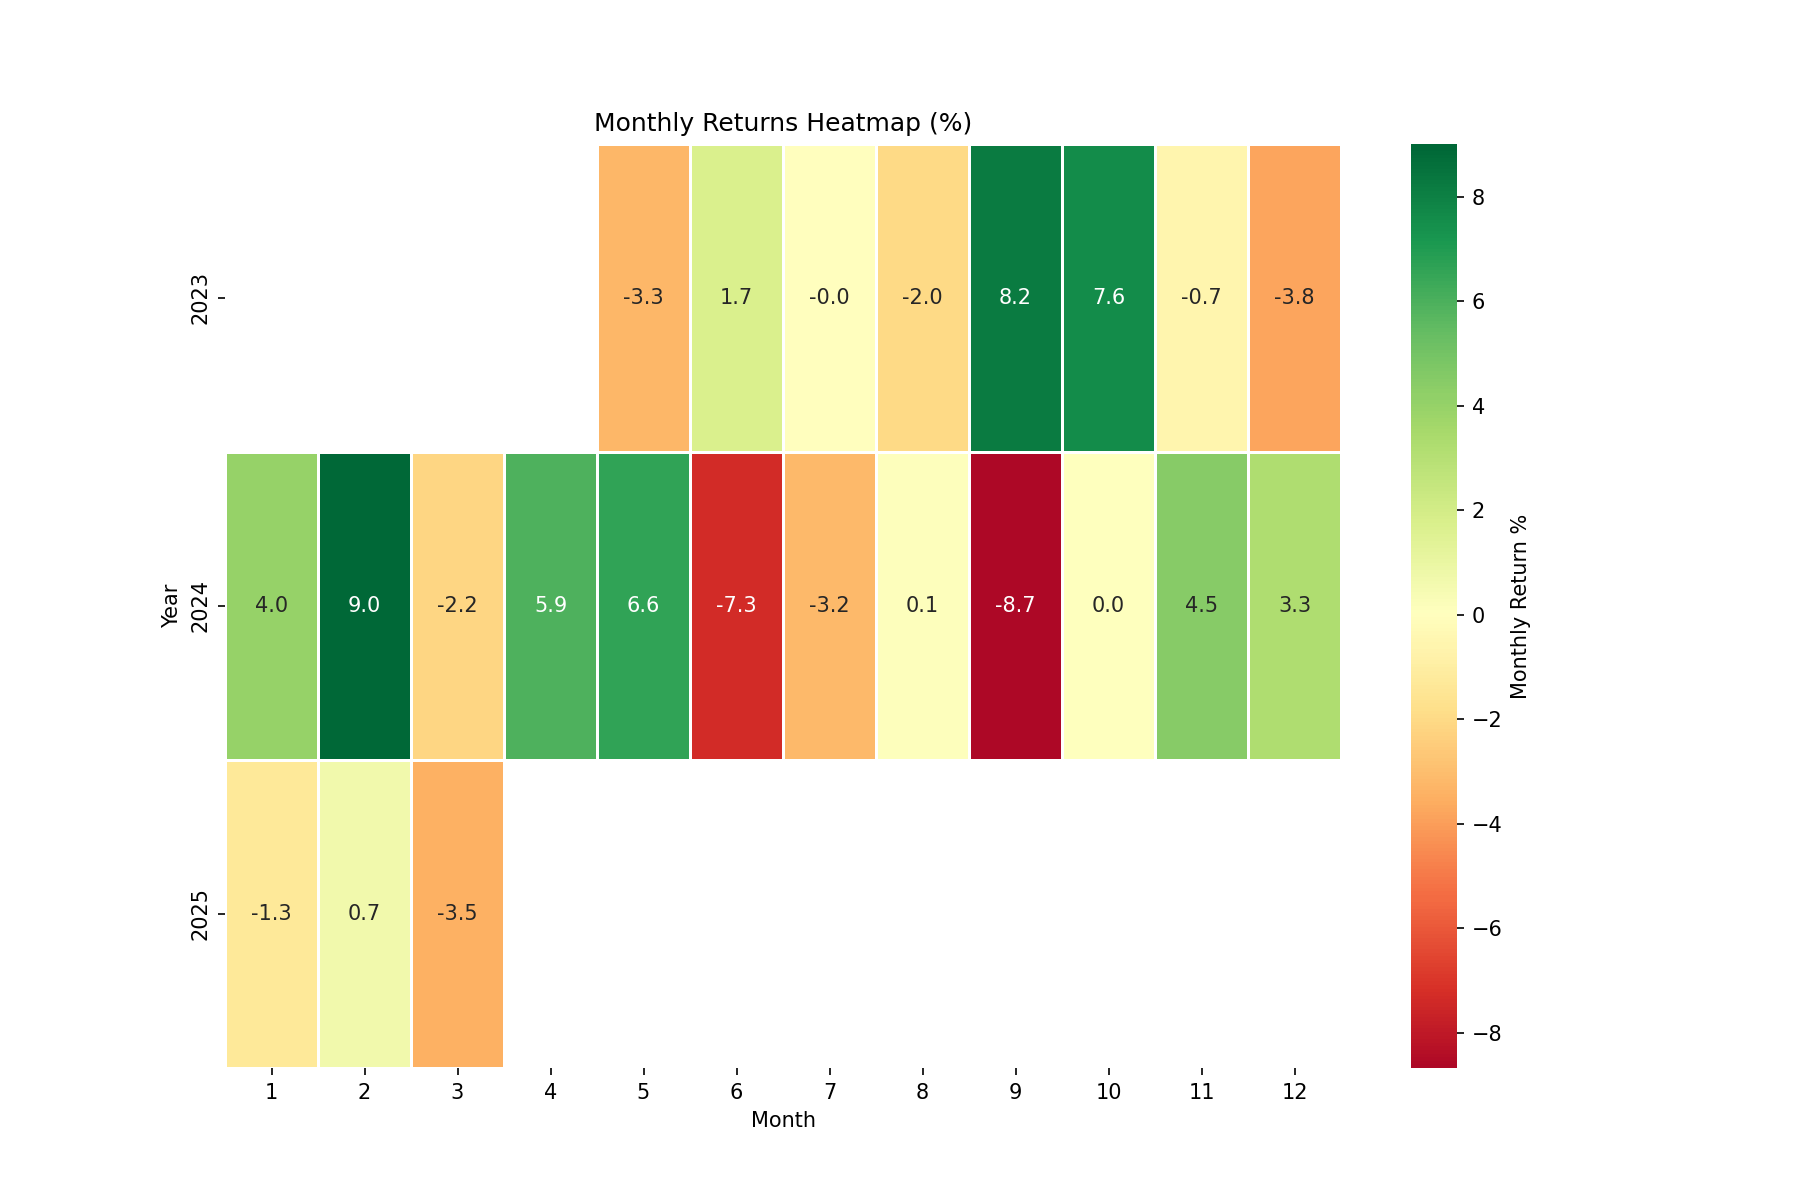 Monthly Returns Heatmap (%)
2023
-3.3 1.7 -0.0 -2.0 8.2 7.6 -0.7 -3.8
Year
2024
4.0 9.0 -2.2 5.9 6.6 -7.3 -3.2 0.1 -8.7 0.0 4.5 3.3
2025
-1.3 0.7 -3.5
1 2 3 4 5 6 7 8 9 10 11 12
Month
8
6
4
2
0
−2
−4
−6
−8
Monthly Return %